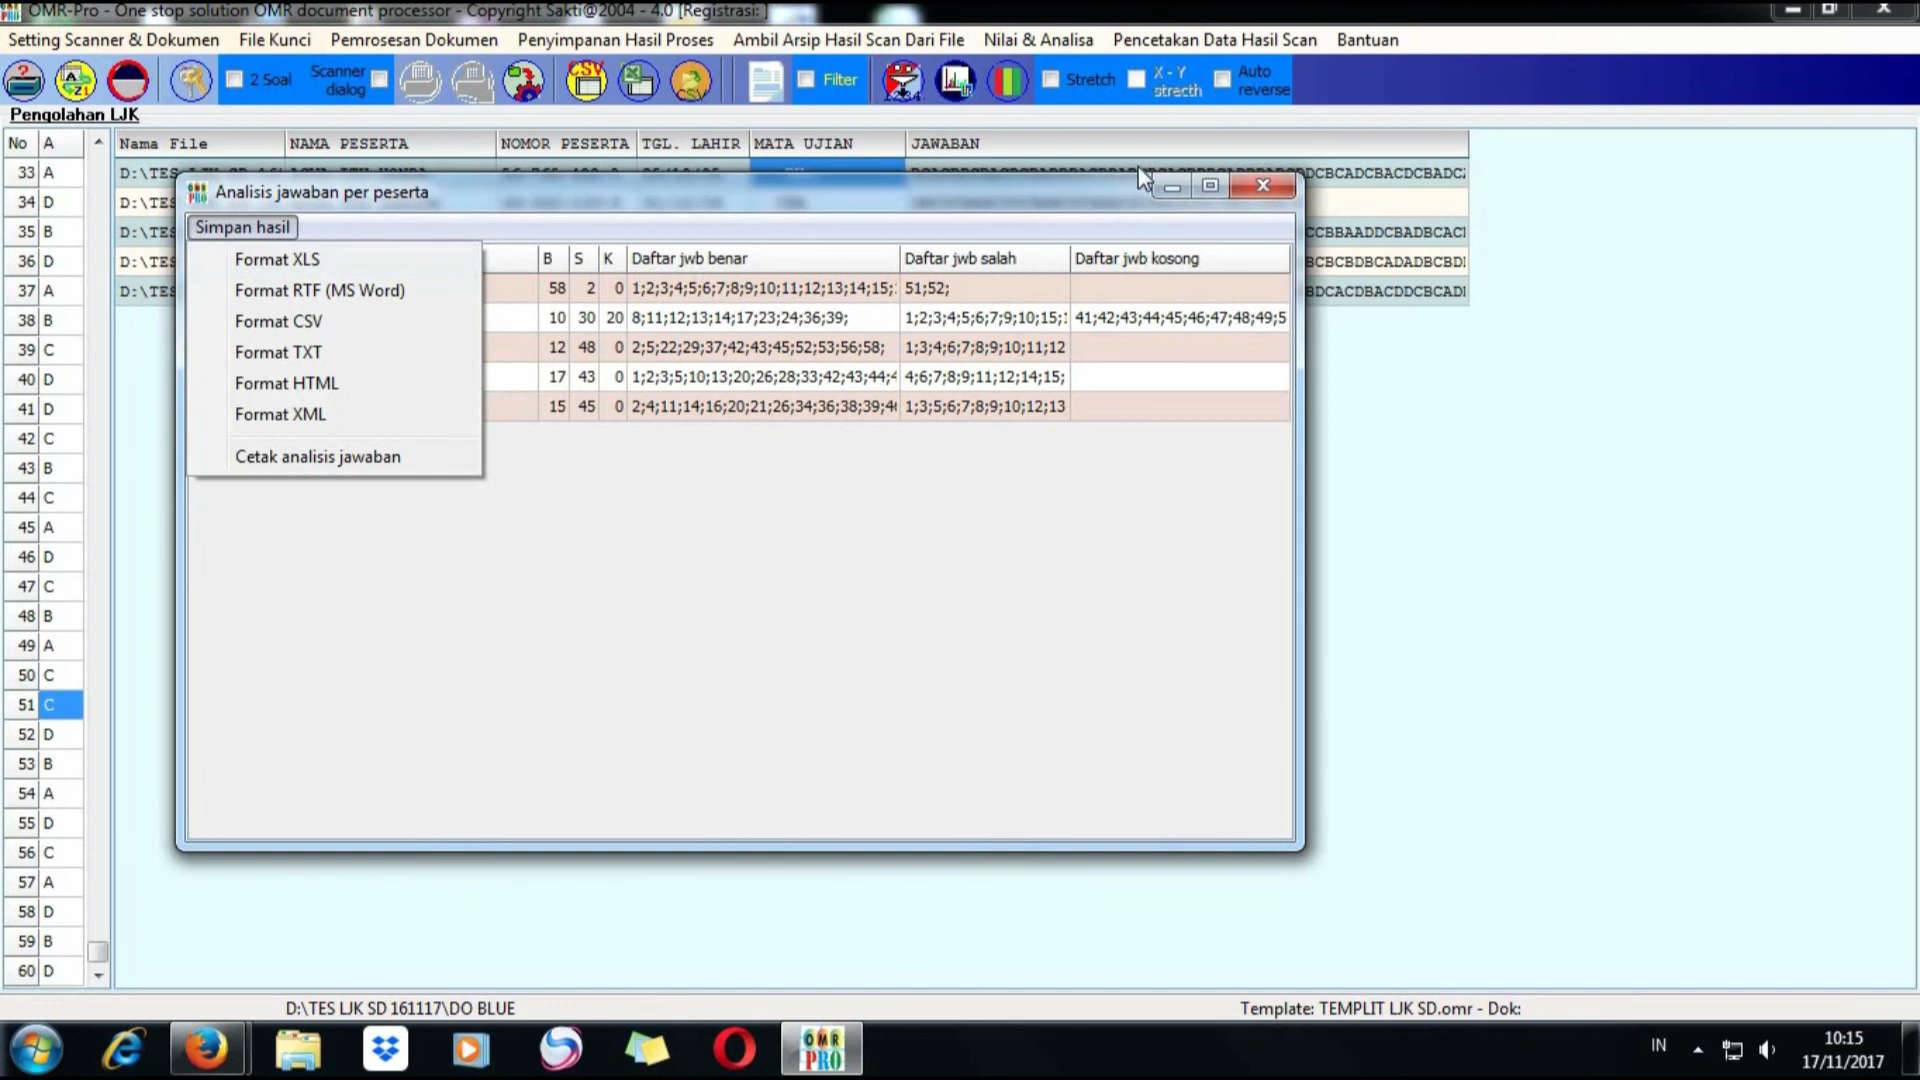 OMR-Pro - One stop solution OMR document processor - Copyright Sakti@2004 - 4.0 [Registrasi: ]
Setting Scanner & Dokumen File Kunci Pemrosesan Dokumen Penyimpanan Hasil Proses Ambil Arsip Hasil Scan Dari File Nilai & Analisa Pencetakan Data Hasil Scan Bantuan
2 Soal Scanner dialog CSV Filter Stretch X - Y strecth Auto reverse
Pengolahan LJK
No A Nama File NAMA PESERTA NOMOR PESERTA TGL. LAHIR MATA UJIAN JAWABAN
33 A D:\TES
34 D D:\TES
35 B D:\TES CCBBAADDCBADBCACI
36 D D:\TES BCBCBDBCADADBCBDI
37 A D:\TES BDCACDBACDDCBCADI
38 B
39 C
40 D
41 D
42 C
43 B
44 C
45 A
46 D
47 C
48 B
49 A
50 C
51 C
52 D
53 B
54 A
55 D
56 C
57 A
58 D
59 B
60 D
Analisis jawaban per peserta
Simpan hasil
Format XLS
Format RTF (MS Word)
Format CSV
Format TXT
Format HTML
Format XML
Cetak analisis jawaban
B S K Daftar jwb benar Daftar jwb salah Daftar jwb kosong
58 2 0 1;2;3;4;5;6;7;8;9;10;11;12;13;14;15; 51;52;
10 30 20 8;11;12;13;14;17;23;24;36;39; 1;2;3;4;5;6;7;9;10;15;1 41;42;43;44;45;46;47;48;49;5
12 48 0 2;5;22;29;37;42;43;45;52;53;56;58; 1;3;4;6;7;8;9;10;11;12
17 43 0 1;2;3;5;10;13;20;26;28;33;42;43;44;4 4;6;7;8;9;11;12;14;15;
15 45 0 2;4;11;14;16;20;21;26;34;36;38;39;4 1;3;5;6;7;8;9;10;12;13
D:\TES LJK SD 161117\DO BLUE Template: TEMPLIT LJK SD.omr - Dok:
OMR PRO
IN 10:15
17/11/2017